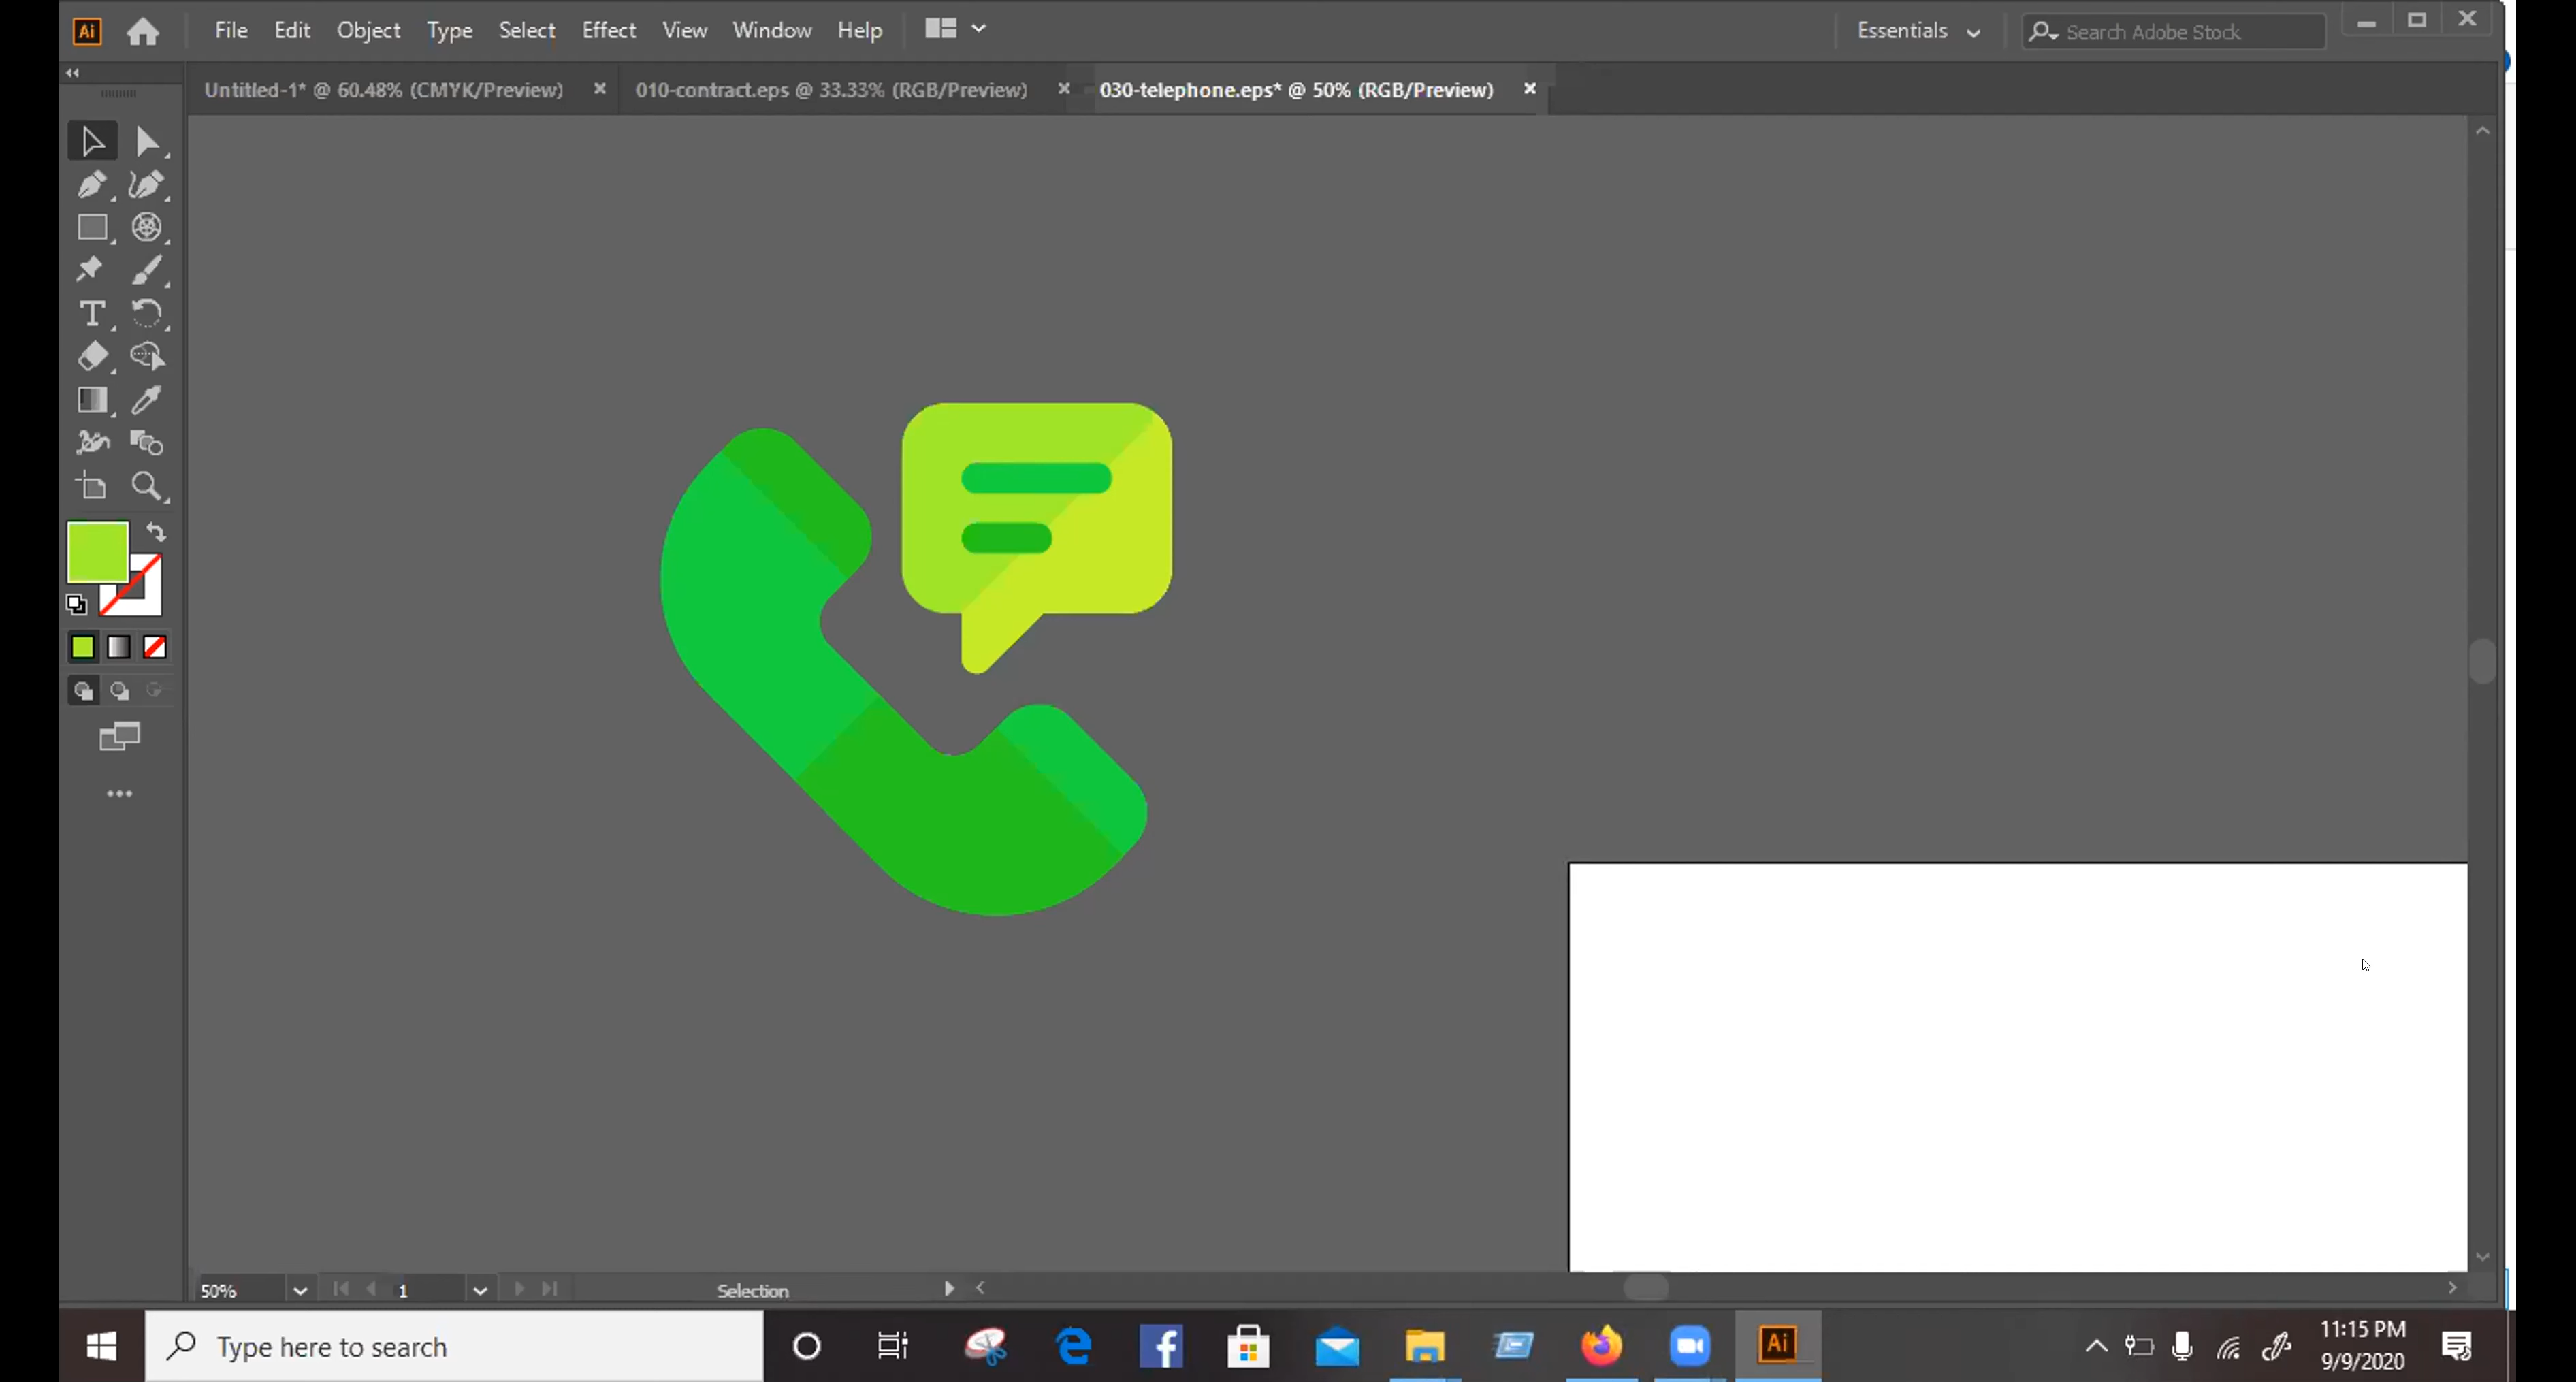 Ai File Edit Object Type Select Effect View Window Help Essentials Search Adobe Stock
Untitled-1* @ 60.48% (CMYK/Preview) 010-contract.eps @ 33.33% (RGB/Preview) 030-telephone.eps* @ 50% (RGB/Preview)
50% 1 Selection
Type here to search Ai 11:15 PM
9/9/2020